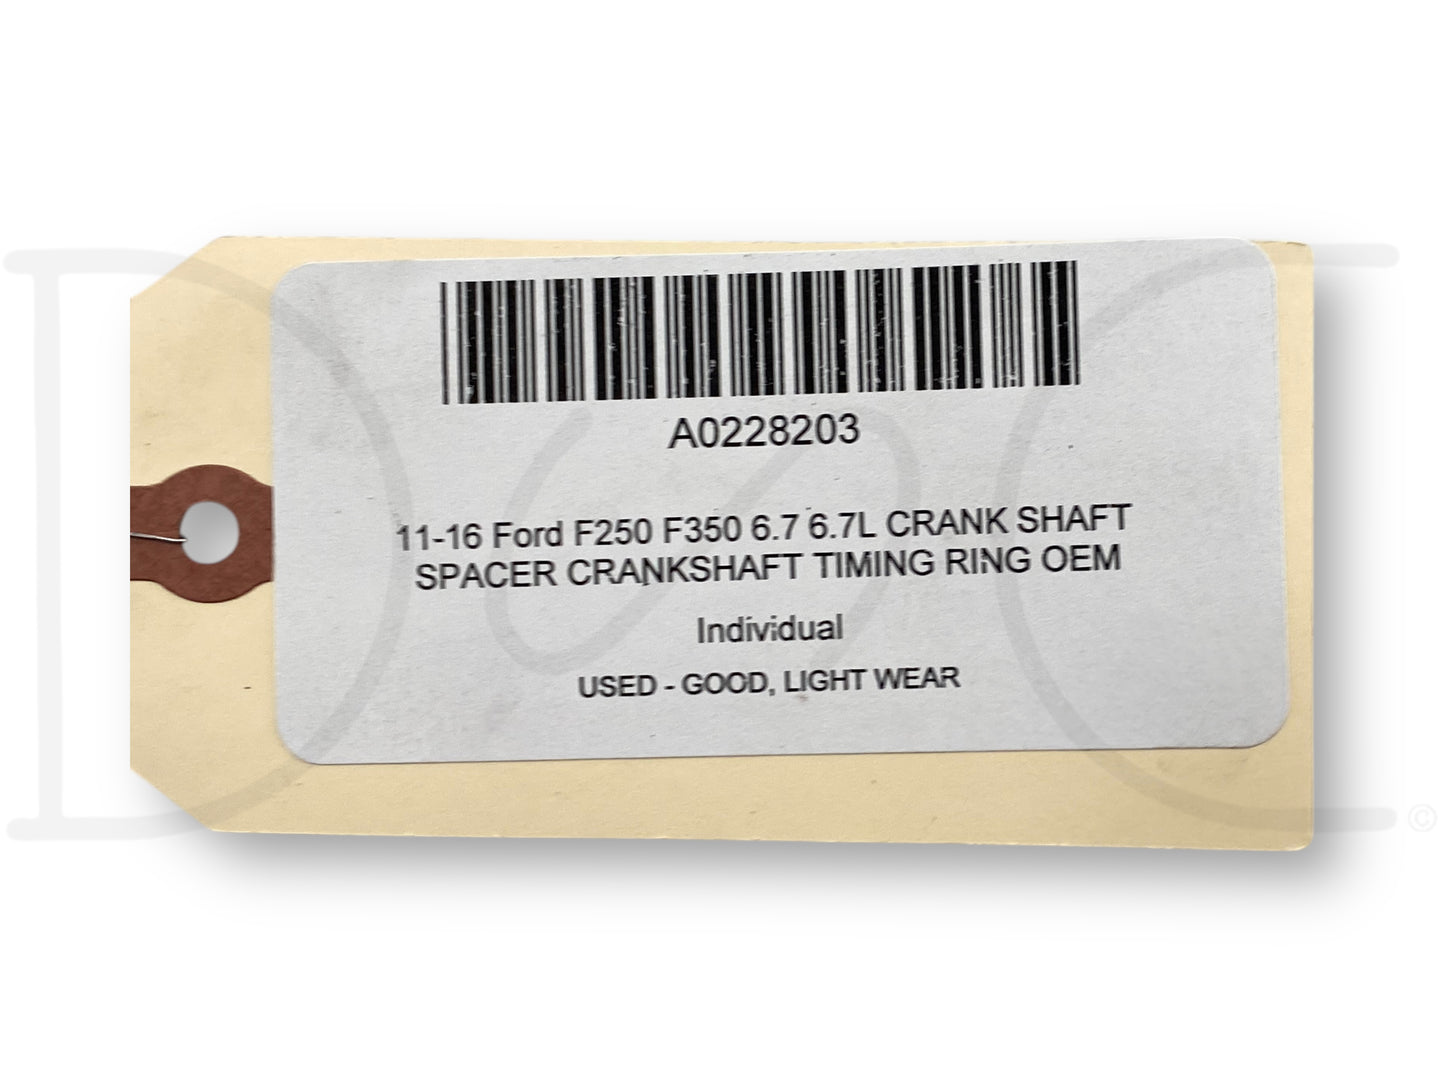 A0228203
11-16 Ford F250 F350 6.7 6.7L CRANK SHAFT
SPACER CRANKSHAFT TIMING RING OEM
Individual
USED - GOOD, LIGHT WEAR
©